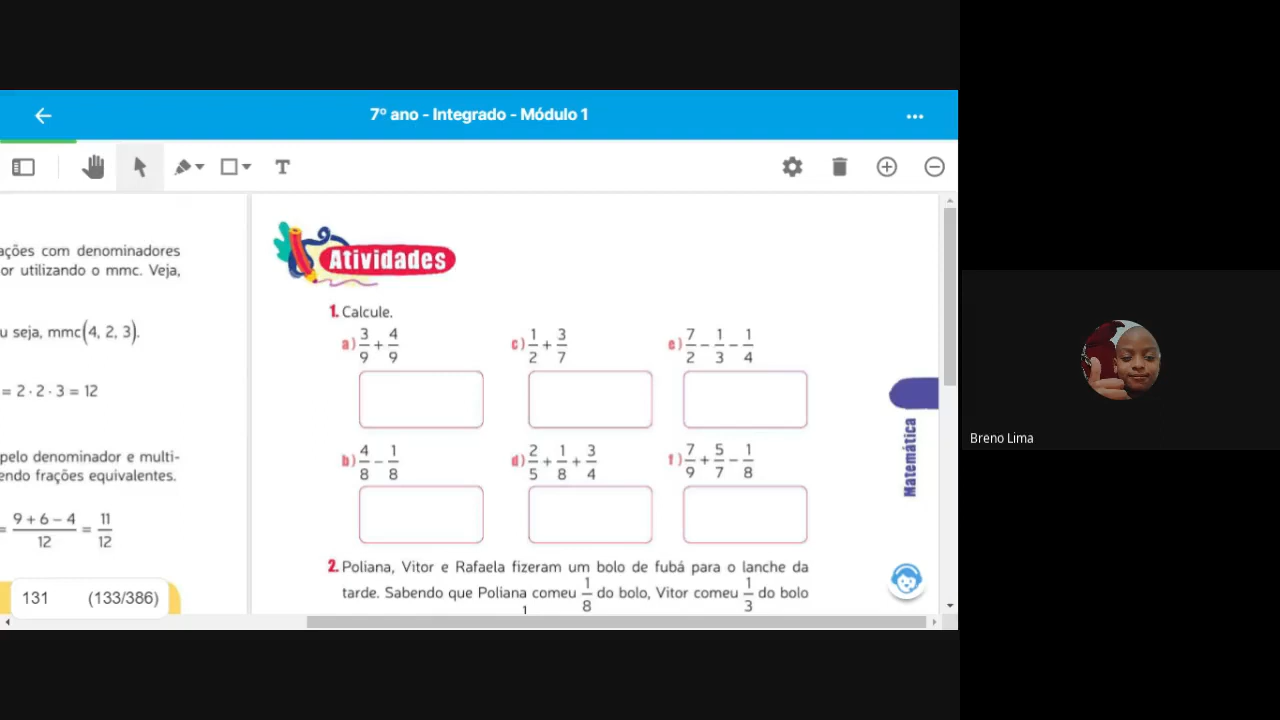 7º ano - Integrado - Módulo 1
T
ações com denominadores
or utilizando o mmc. Veja,
u seja, mmc(4, 2, 3).
= 2 · 2 · 3 = 12
pelo denominador e multi-
endo frações equivalentes.
= (9 + 6 – 4)/12 = 11/12
131 (133/386)
Atividades
1. Calcule.
a) 3/9 + 4/9
c) 1/2 + 3/7
e) 7/2 – 1/3 – 1/4
b) 4/8 – 1/8
d) 2/5 + 1/8 + 3/4
f) 7/9 + 5/7 – 1/8
2. Poliana, Vitor e Rafaela fizeram um bolo de fubá para o lanche da
tarde. Sabendo que Poliana comeu 1/8 do bolo, Vitor comeu 1/3 do bolo
1
Matemática
Breno Lima